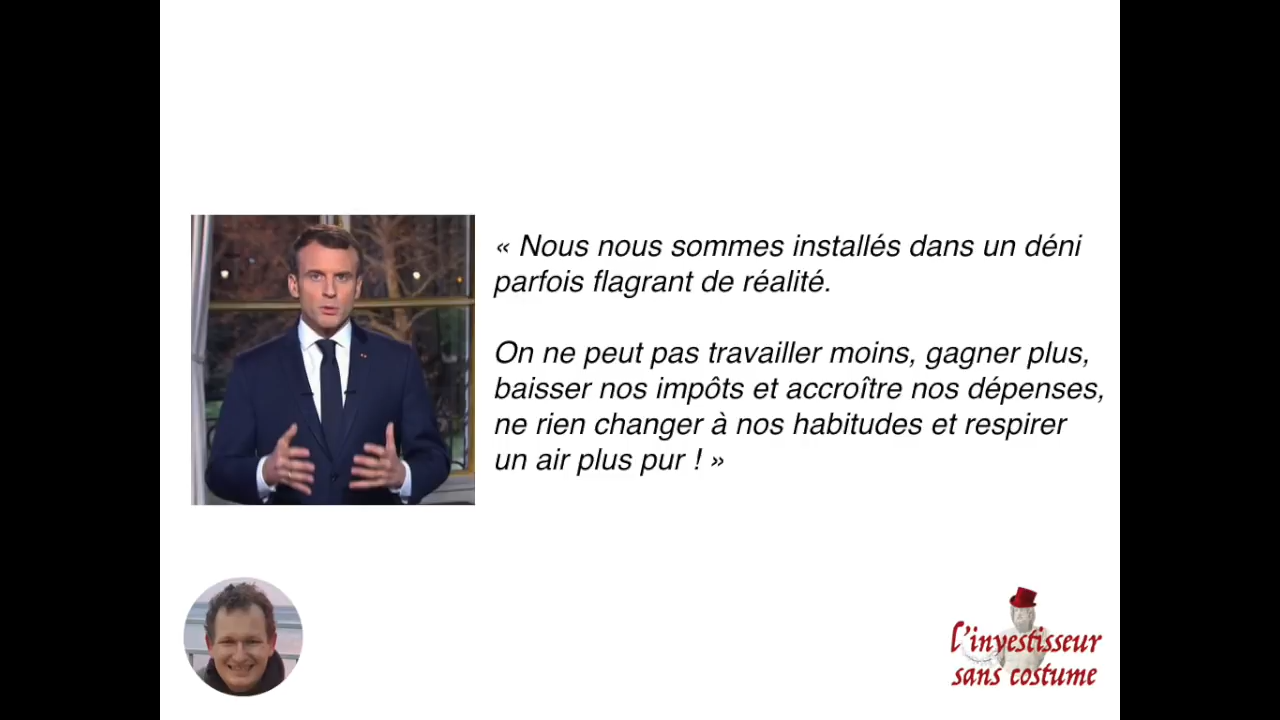 « Nous nous sommes installés dans un déni
parfois flagrant de réalité.
On ne peut pas travailler moins, gagner plus,
baisser nos impôts et accroître nos dépenses,
ne rien changer à nos habitudes et respirer
un air plus pur ! »
l'investisseur
sans costume